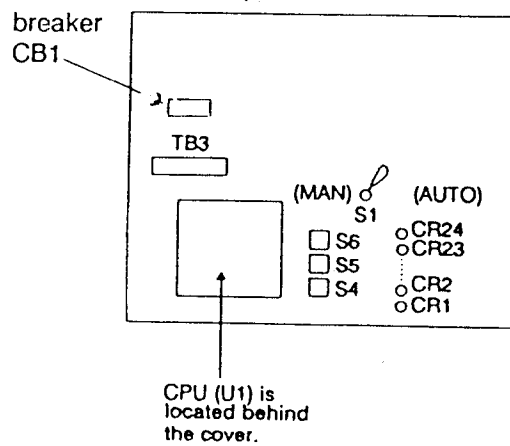 breaker
CB1
TB3
(MAN)
(AUTO)
S1
S6
S5
S4
CR24
CR23
CR2
CR1
CPU (U1) is
located behind
the cover.